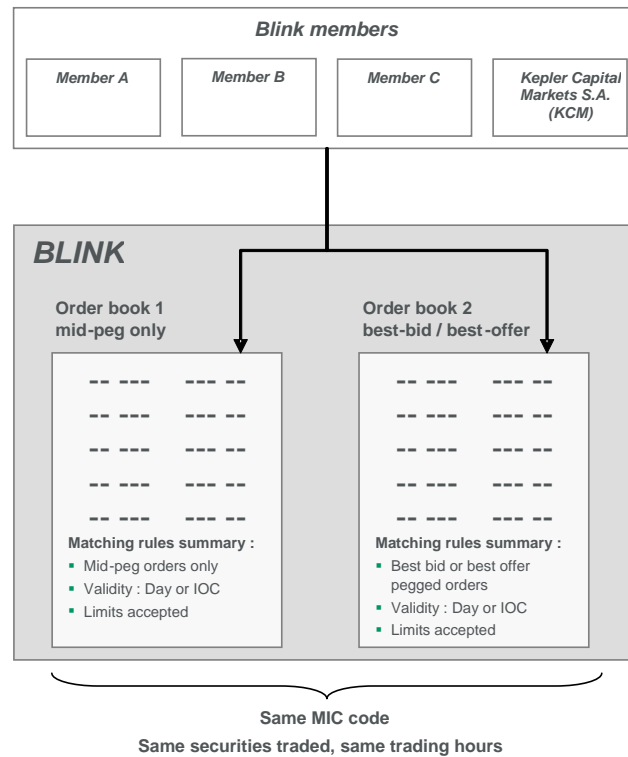 Blink members
Member A
Member B
Member C
Kepler Capital
Markets S.A.
(KCM)
BLINK
Order book 1
mid-peg only
-- ---   --- --
-- ---   --- --
-- ---   --- --
-- ---   --- --
-- ---   --- --
Matching rules summary :
Mid-peg orders only
Validity : Day or IOC
Limits accepted
Order book 2
best-bid / best-offer
-- ---   --- --
-- ---   --- --
-- ---   --- --
-- ---   --- --
-- ---   --- --
Matching rules summary :
Best bid or best offer
pegged orders
Validity : Day or IOC
Limits accepted
Same MIC code
Same securities traded, same trading hours